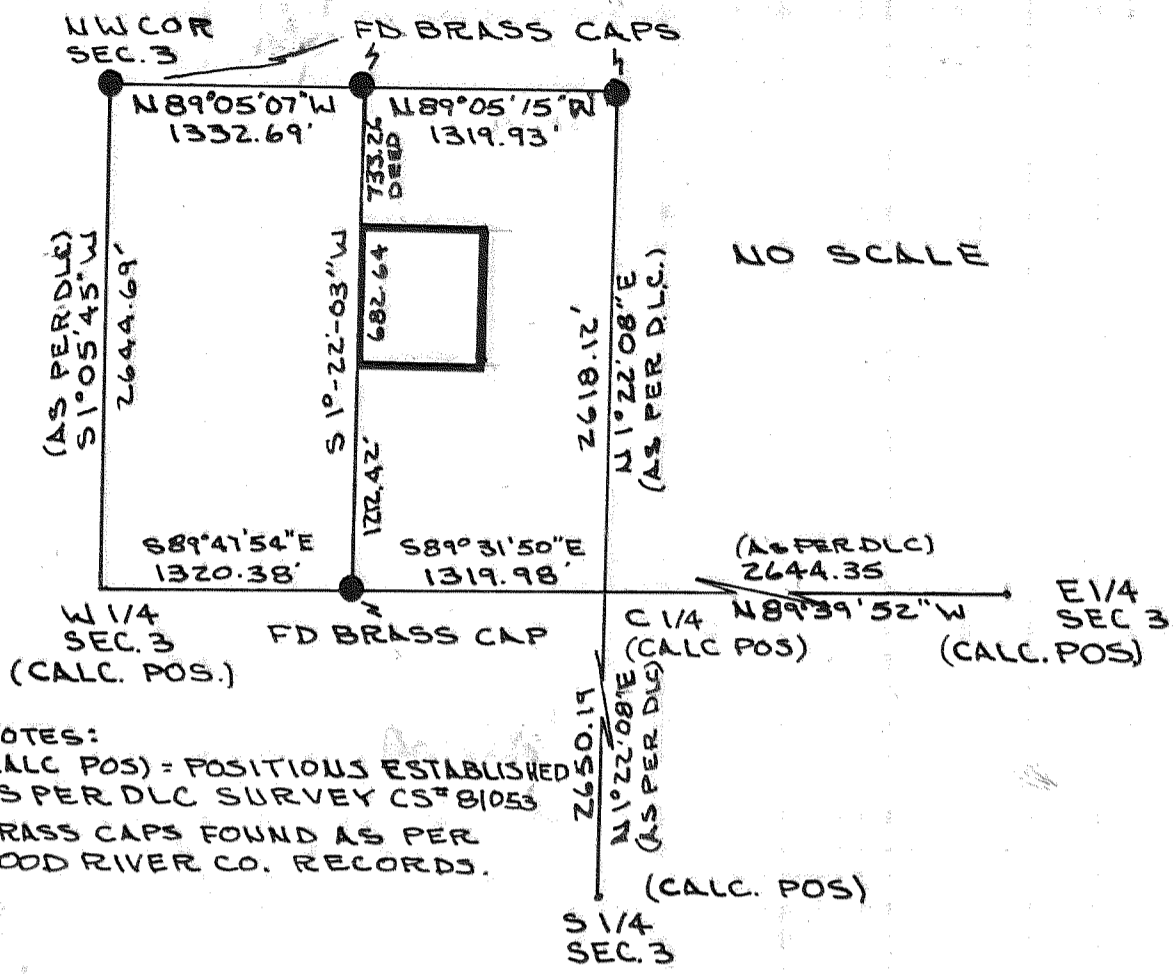 NW COR
SEC. 3
FD BRASS CAPS
N 89°05'07"W
1332.69'
N89°05'15"W
1319.93'
733.26
DEED
(AS PER DLC)
S 1°05'45"W
2644.69'
S 1°-22'-03"W
682.64
1212.42'
NO SCALE
2618.12'
N 1°22'08"E
(AS PER D.L.C.)
S89°47'54"E
1320.38'
S89°31'50"E
1319.98'
(AS PER DLC)
2644.35
N89°39'52"W
W 1/4
SEC. 3
(CALC. POS.)
FD BRASS CAP
C 1/4
(CALC POS)
E 1/4
SEC 3
(CALC. POS)
2650.19
N 1°22'08"E
(AS PER DLC)
OTES:
ALC POS) = POSITIONS ESTABLISHED
S PER DLC SURVEY CS# 81053
RASS CAPS FOUND AS PER
OOD RIVER CO. RECORDS.
(CALC. POS)
S 1/4
SEC. 3